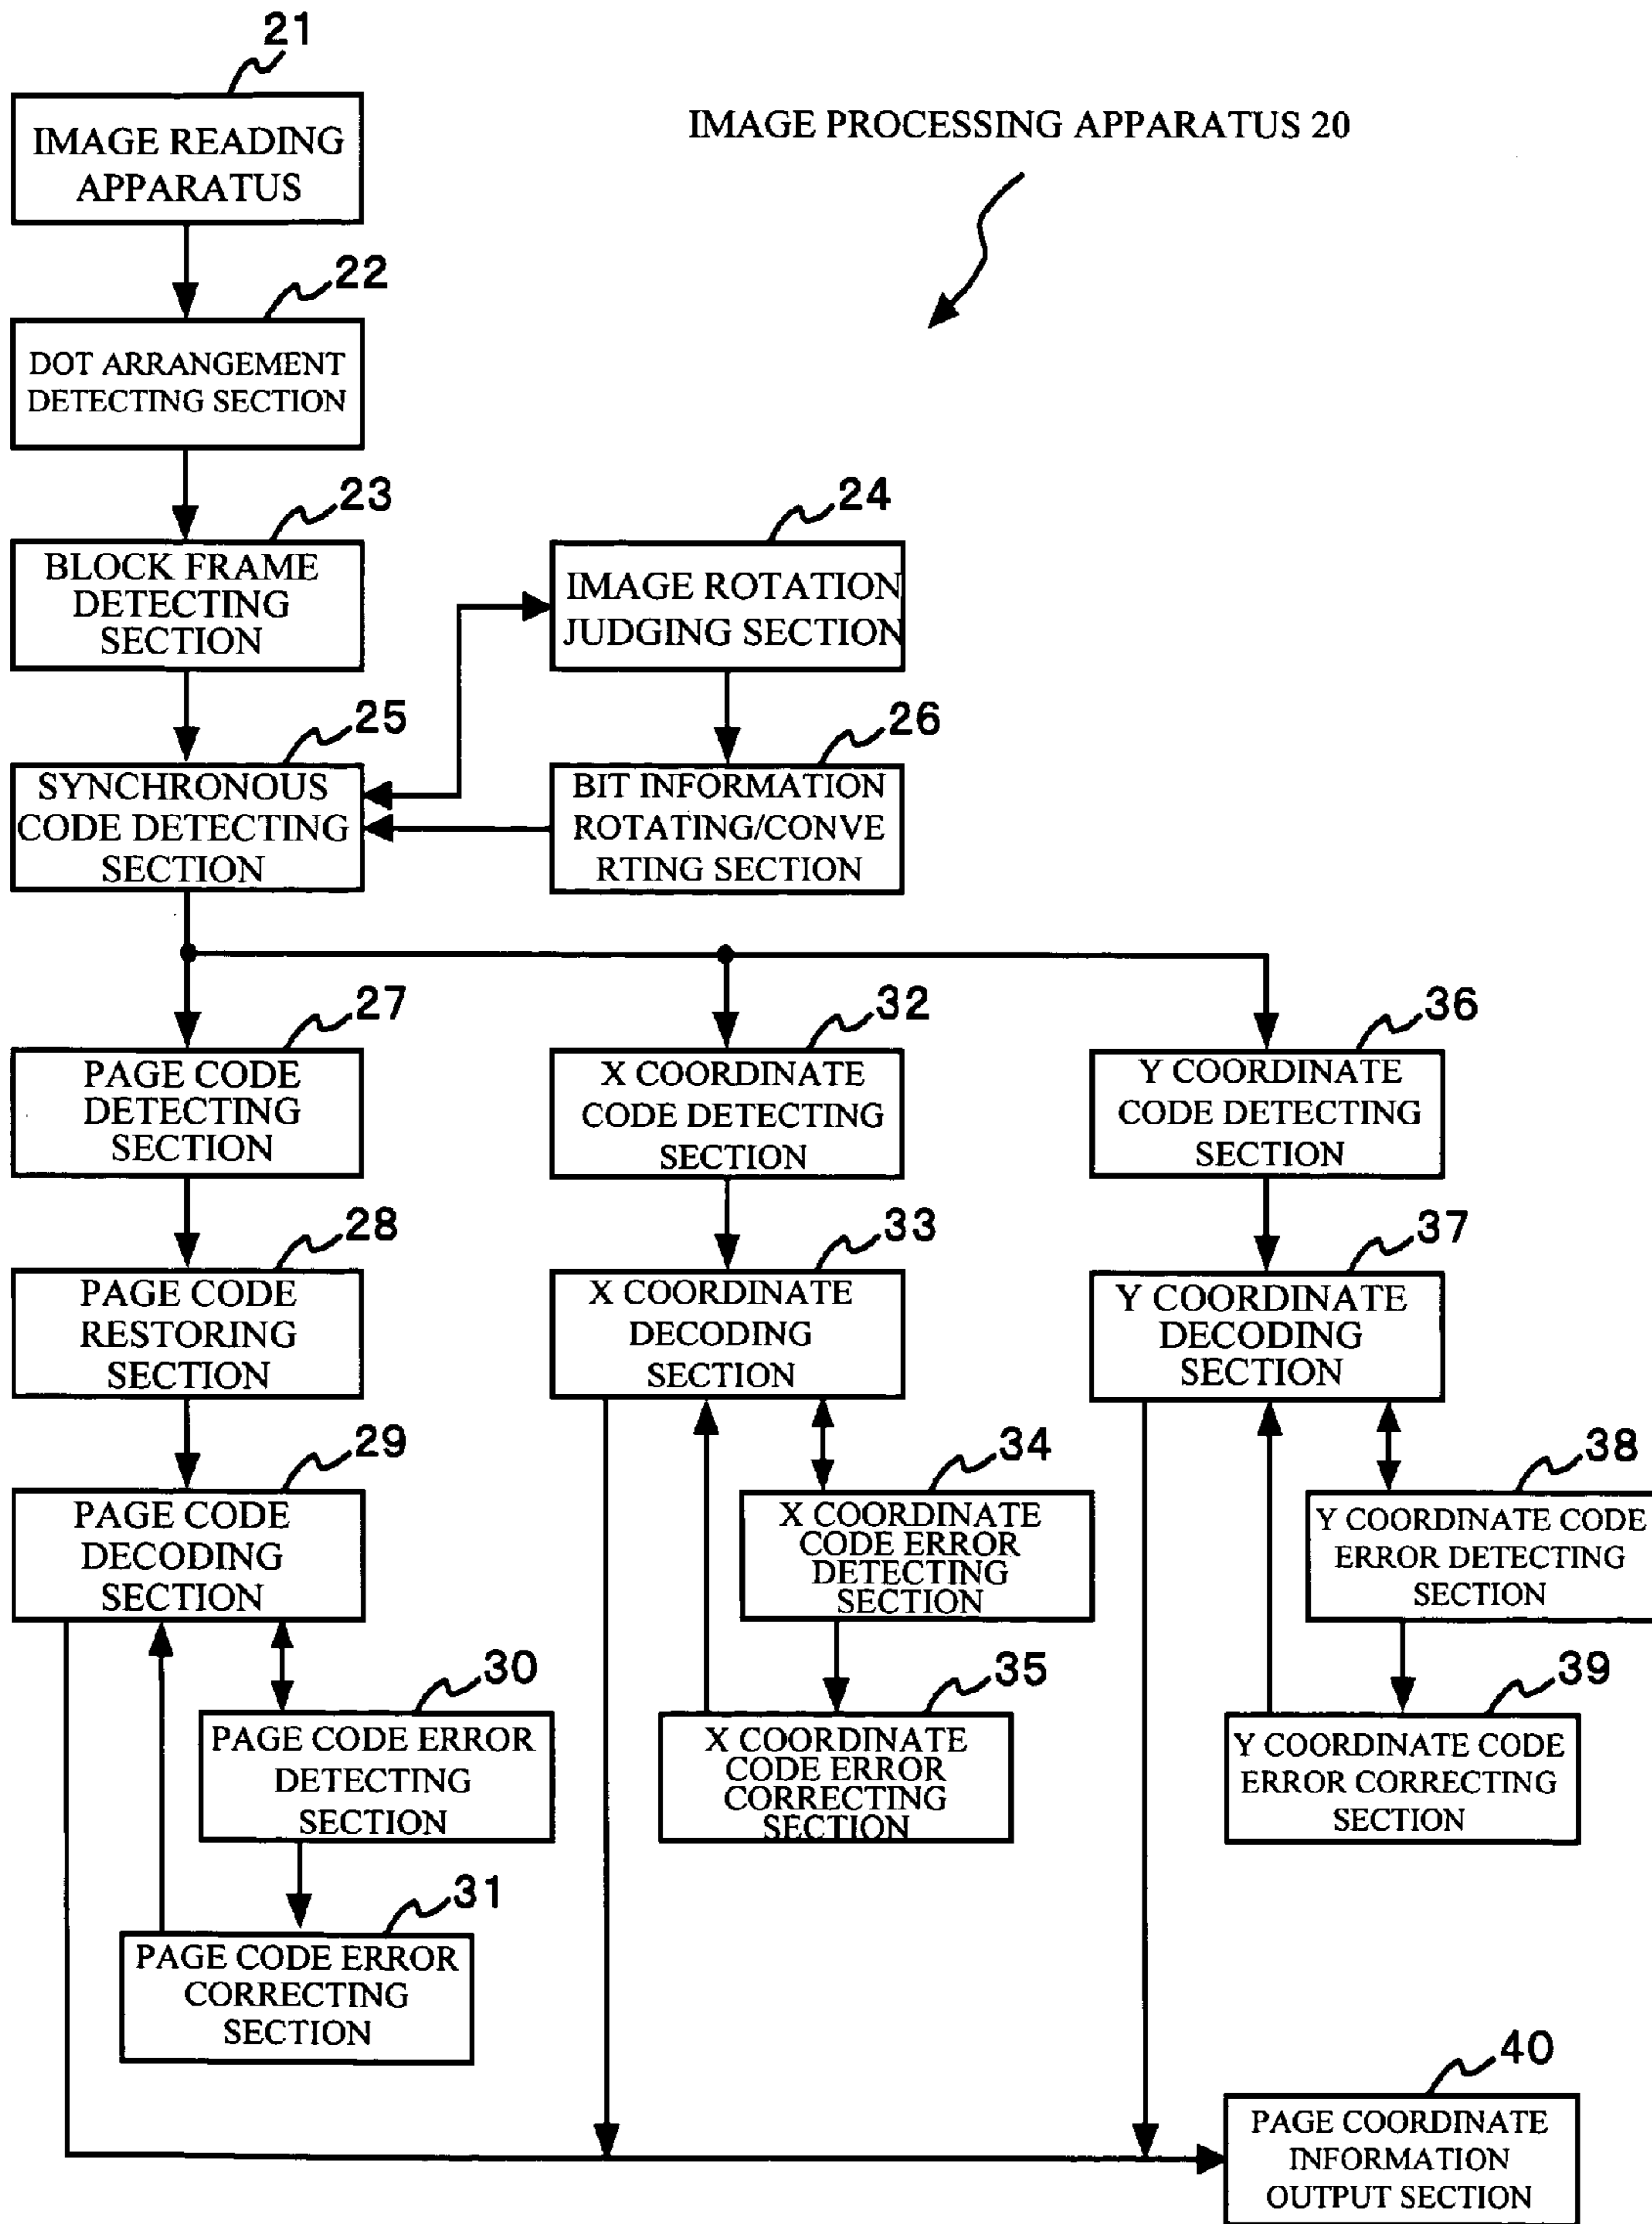 21
IMAGE READING
APPARATUS
IMAGE PROCESSING APPARATUS 20
22
DOT ARRANGEMENT
DETECTING SECTION
23
BLOCK FRAME
DETECTING
SECTION
24
IMAGE ROTATION
JUDGING SECTION
25
SYNCHRONOUS
CODE DETECTING
SECTION
26
BIT INFORMATION
ROTATING/CONVE
RTING SECTION
27
PAGE CODE
DETECTING
SECTION
32
X COORDINATE
CODE DETECTING
SECTION
36
Y COORDINATE
CODE DETECTING
SECTION
28
PAGE CODE
RESTORING
SECTION
33
X COORDINATE
DECODING
SECTION
37
Y COORDINATE
DECODING
SECTION
29
PAGE CODE
DECODING
SECTION
34
X COORDINATE
CODE ERROR
DETECTING
SECTION
38
Y COORDINATE CODE
ERROR DETECTING
SECTION
30
PAGE CODE ERROR
DETECTING
SECTION
35
X COORDINATE
CODE ERROR
CORRECTING
SECTION
39
Y COORDINATE CODE
ERROR CORRECTING
SECTION
31
PAGE CODE ERROR
CORRECTING
SECTION
40
PAGE COORDINATE
INFORMATION
OUTPUT SECTION